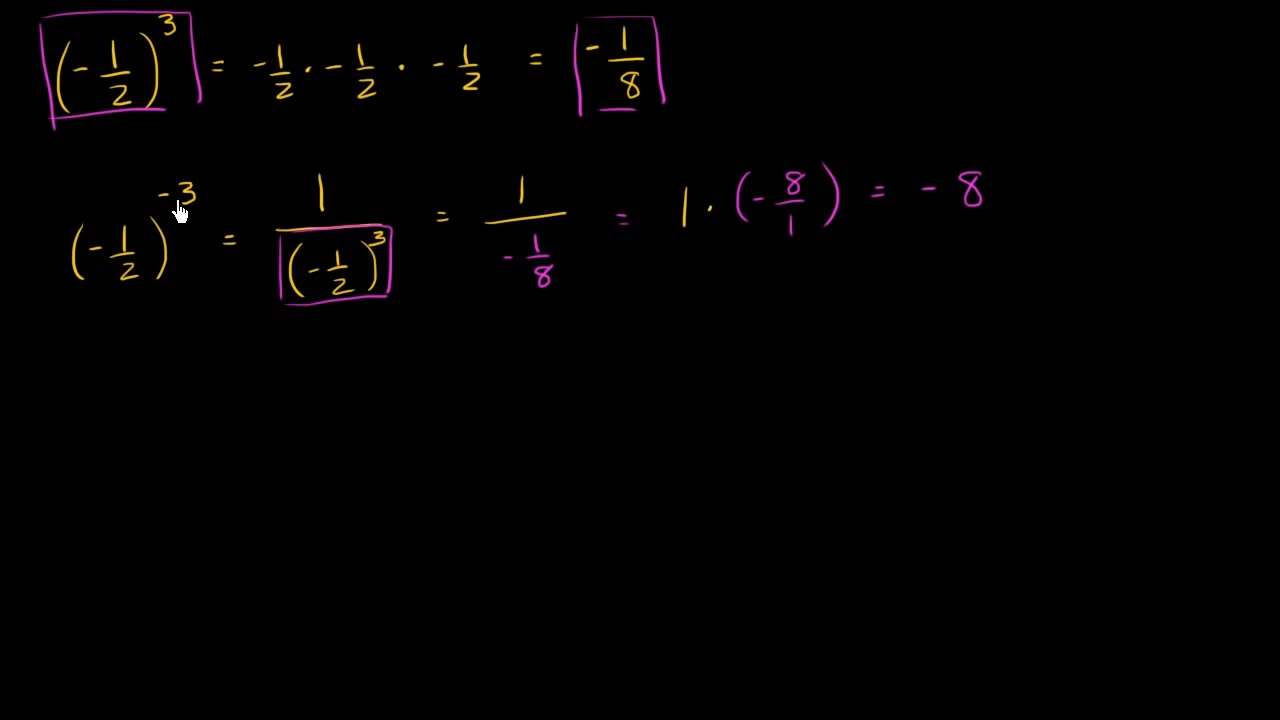 (-1/2)^3 = -1/2 · -1/2 · -1/2 = -1/8
(-1/2)^-3 = 1/(-1/2)^3 = 1/(-1/8) = 1 · (-8/1) = -8